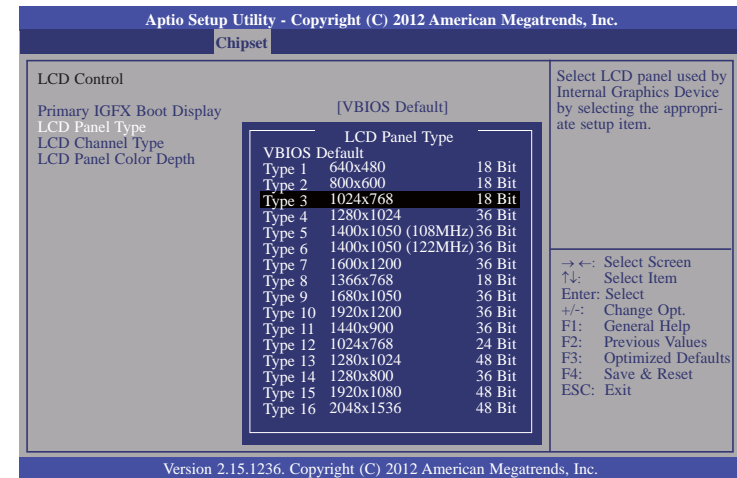 Aptio Setup Utility - Copyright (C) 2012 American Megatrends, Inc.
Chipset
LCD Control
Primary IGFX Boot Display [VBIOS Default]
LCD Panel Type
LCD Channel Type
LCD Panel Color Depth
LCD Panel Type
VBIOS Default
Type 1 640x480 18 Bit
Type 2 800x600 18 Bit
Type 3 1024x768 18 Bit
Type 4 1280x1024 36 Bit
Type 5 1400x1050 (108MHz) 36 Bit
Type 6 1400x1050 (122MHz) 36 Bit
Type 7 1600x1200 36 Bit
Type 8 1366x768 18 Bit
Type 9 1680x1050 36 Bit
Type 10 1920x1200 36 Bit
Type 11 1440x900 36 Bit
Type 12 1024x768 24 Bit
Type 13 1280x1024 48 Bit
Type 14 1280x800 36 Bit
Type 15 1920x1080 48 Bit
Type 16 2048x1536 48 Bit
Select LCD panel used by
Internal Graphics Device
by selecting the appropri-
ate setup item.
→←: Select Screen
↑↓: Select Item
Enter: Select
+/-: Change Opt.
F1: General Help
F2: Previous Values
F3: Optimized Defaults
F4: Save & Reset
ESC: Exit
Version 2.15.1236. Copyright (C) 2012 American Megatrends, Inc.